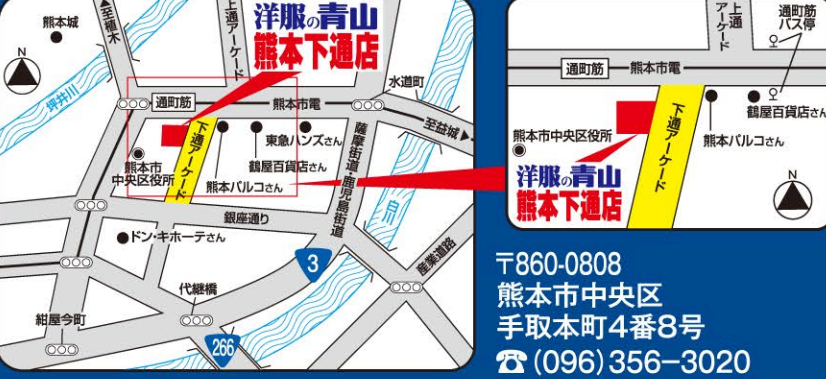 熊本城
至植木
坪井川
上通アーケード
洋服の青山
熊本下通店
水道町
通町筋
熊本市電
至益城
下通アーケード
東急ハンズさん
鶴屋百貨店さん
熊本パルコさん
熊本市
中央区役所
薩摩街道・鹿児島街道
白川
銀座通り
ドン・キホーテさん
産業道路
3
代継橋
紺屋今町
266
上通
アーケード
通町筋
バス停
通町筋
熊本市電
下通アーケード
鶴屋百貨店さん
熊本パルコさん
熊本市中央区役所
洋服の青山
熊本下通店
〒860-0808
熊本市中央区
手取本町4番8号
☎(096)356-3020